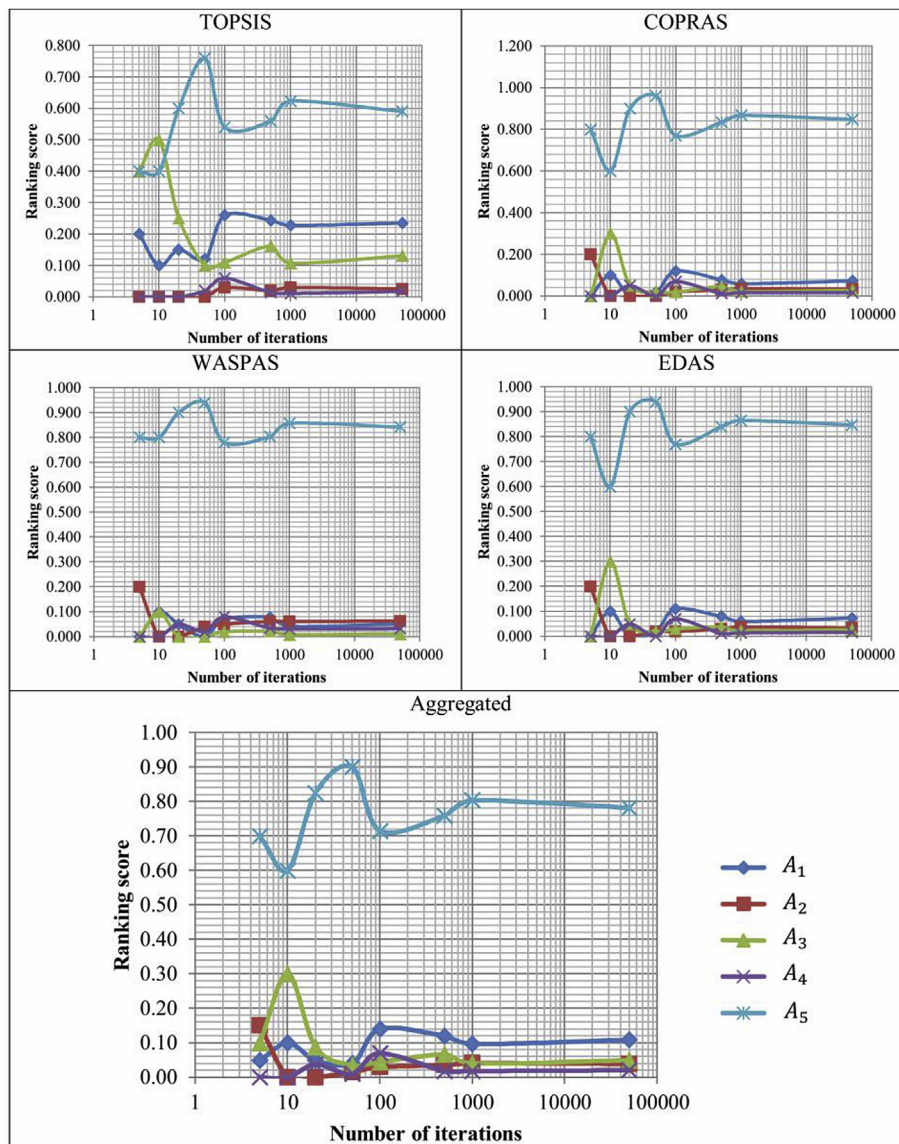 TOPSIS
0.800
0.700
0.600
0.500
0.400
0.300
0.200
0.100
0.000
Ranking score
1 10 100 1000 10000 100000
Number of iterations
COPRAS
1.200
1.000
0.800
0.600
0.400
0.200
0.000
Ranking score
1 10 100 1000 10000 100000
Number of iterations
WASPAS
1.000
0.900
0.800
0.700
0.600
0.500
0.400
0.300
0.200
0.100
0.000
Ranking score
1 10 100 1000 10000 100000
Number of iterations
EDAS
1.000
0.900
0.800
0.700
0.600
0.500
0.400
0.300
0.200
0.100
0.000
Ranking score
1 10 100 1000 10000 100000
Number of iterations
Aggregated
1.00
0.90
0.80
0.70
0.60
0.50
0.40
0.30
0.20
0.10
0.00
Ranking score
1 10 100 1000 10000 100000
Number of iterations
A₁
A₂
A₃
A₄
A₅